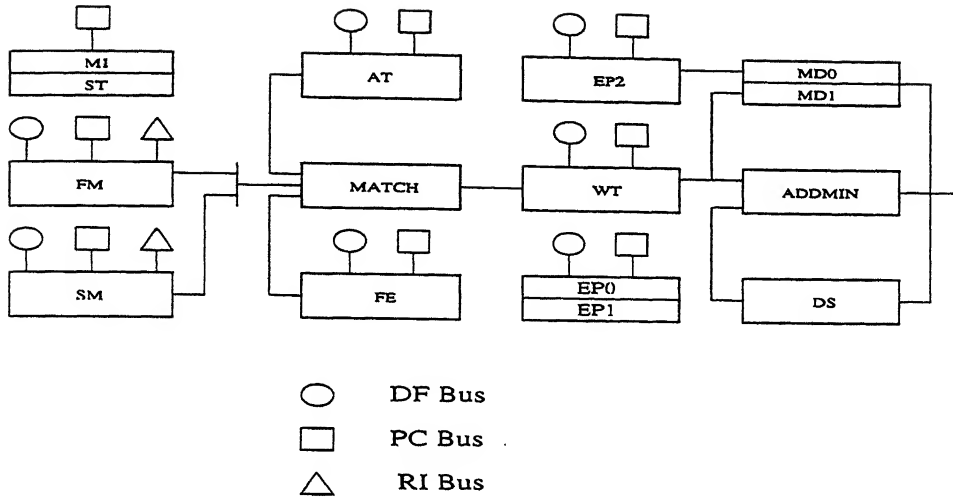 MI
ST
AT
EP2
MD0
MD1
FM
MATCH
WT
ADDMIN
SM
FE
EP0
EP1
DS
DF Bus
PC Bus
RI Bus